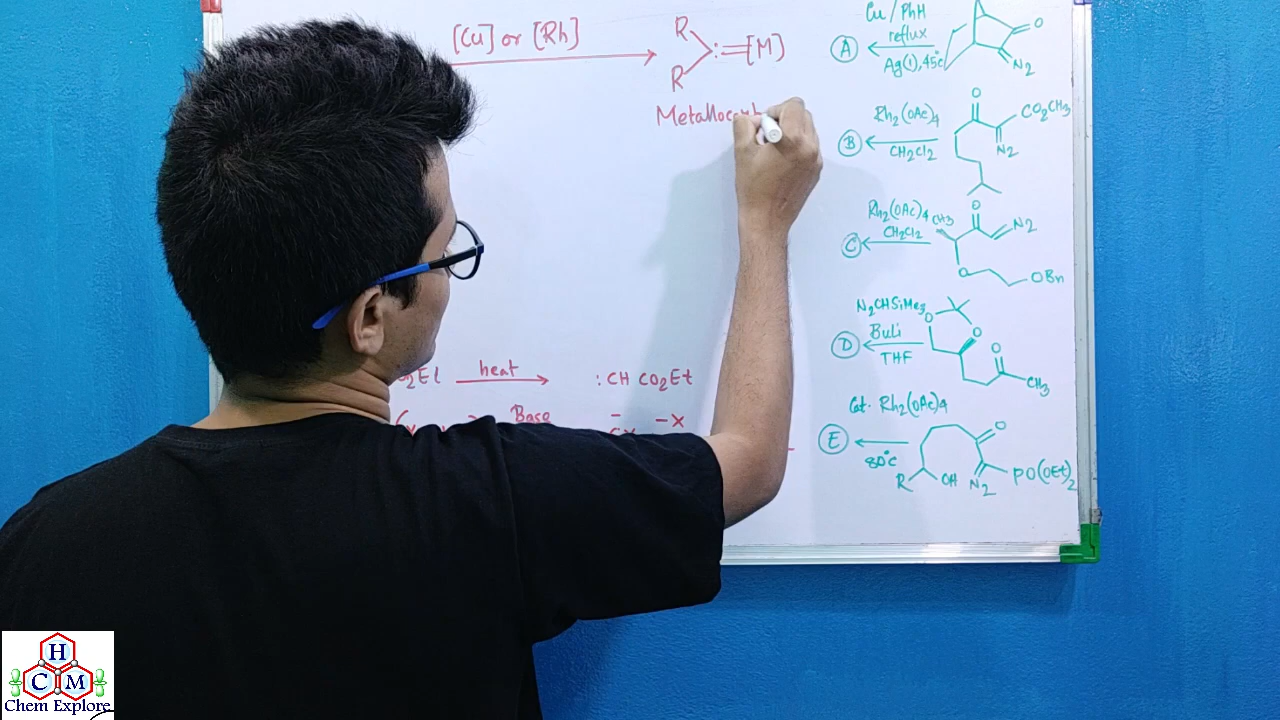 [Cu] or [Rh]
R
:=[M]
R
Metallocarb
heat
:CH CO2Et
Base
-x
Cu/PhH
reflux
Ag(I), 45°C
A
O
N2
Rh2(OAc)4
CH2Cl2
B
O
CO2CH3
N2
Rh2(OAc)4
CH2Cl2
C
CH3
O
N2
O
OBn
N2CHSiMe3
BuLi
THF
D
O
O
O
CH3
Cat. Rh2(OAc)4
80°C
E
O
R
OH
N2
PO(OEt)2
H
C M
Chem Explore